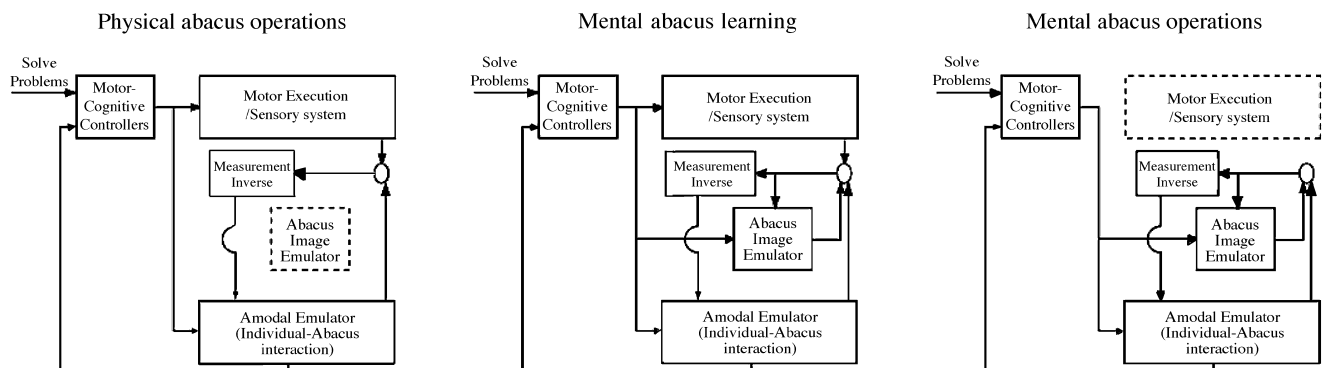 Physical abacus operations
Solve
Problems
Motor-
Cognitive
Controllers
Motor Execution
/Sensory system
Measurement
Inverse
Abacus
Image
Emulator
Amodal Emulator
(Individual-Abacus
interaction)
Mental abacus learning
Solve
Problems
Motor-
Cognitive
Controllers
Motor Execution
/Sensory system
Measurement
Inverse
Abacus
Image
Emulator
Amodal Emulator
(Individual-Abacus
interaction)
Mental abacus operations
Solve
Problems
Motor-
Cognitive
Controllers
Motor Execution
/Sensory system
Measurement
Inverse
Abacus
Image
Emulator
Amodal Emulator
(Individual-Abacus
interaction)